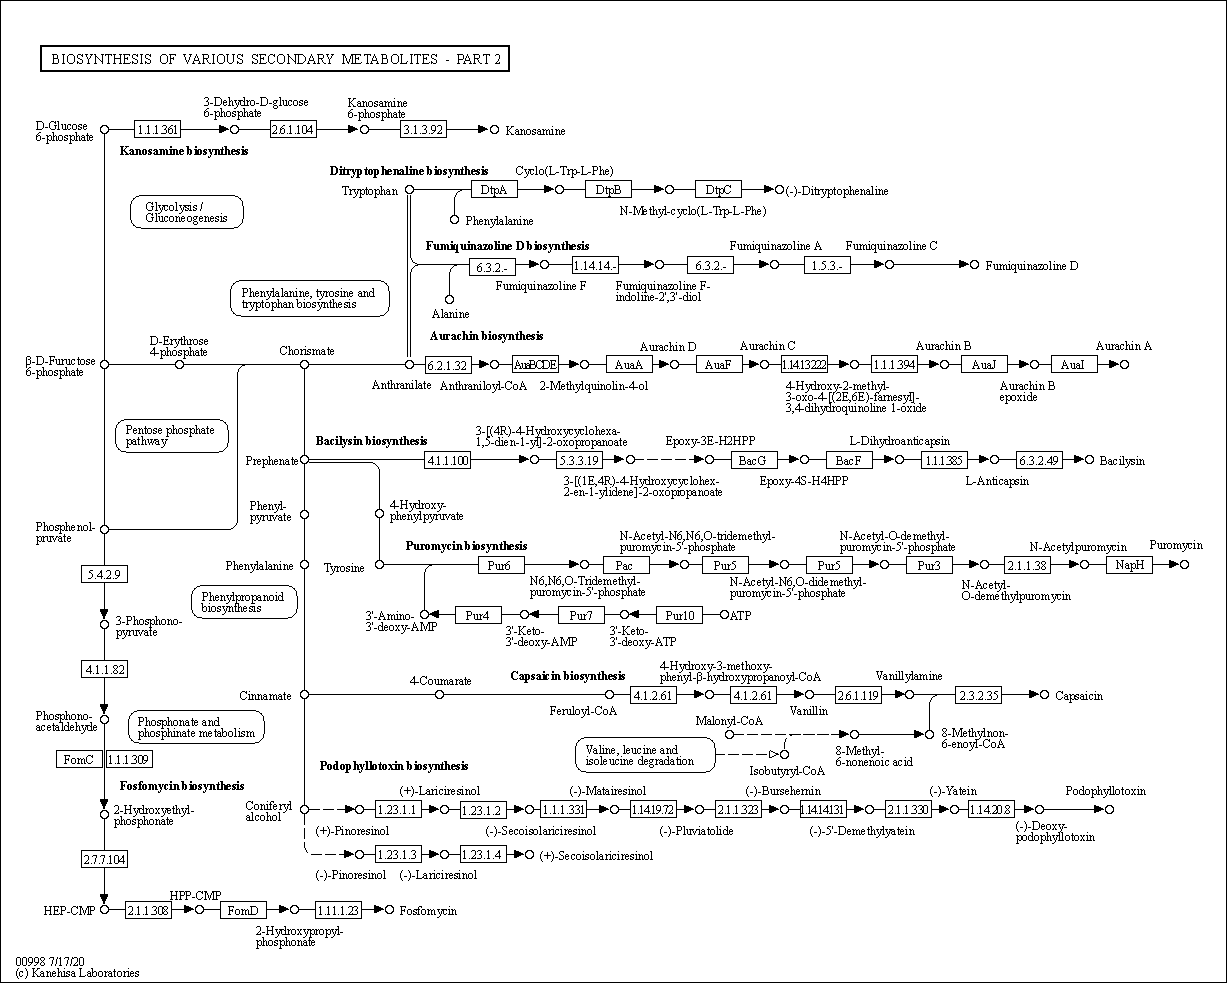 BIOSYNTHESIS OF VARIOUS SECONDARY METABOLITES - PART 2
D-Glucose
6-phosphate
1.1.1.361
3-Dehydro-D-glucose
6-phosphate
2.6.1.104
Kanosamine
6-phosphate
3.1.3.92
Kanosamine
Kanosamine biosynthesis
Glycolysis /
Gluconeogenesis
Ditryptophenaline biosynthesis
Cyclo(L-Trp-L-Phe)
Tryptophan
DtpA
DtpB
DtpC
(-)-Ditryptophenaline
Phenylalanine
N-Methyl-cyclo(L-Trp-L-Phe)
Fumiquinazoline D biosynthesis
Fumiquinazoline A
Fumiquinazoline C
6.3.2.-
1.14.14.-
6.3.2.-
1.5.3.-
Fumiquinazoline D
Fumiquinazoline F
Fumiquinazoline F-
indoline-2',3'-diol
Alanine
Phenylalanine, tyrosine and
tryptophan biosynthesis
Aurachin biosynthesis
β-D-Fuructose
6-phosphate
D-Erythrose
4-phosphate
Chorismate
Anthranilate
6.2.1.32
Anthraniloyl-CoA
AuaBCDE
2-Methylquinolin-4-ol
AuaA
Aurachin D
AuaF
Aurachin C
1.14.13.222
4-Hydroxy-2-methyl-
3-oxo-4-[(2E,6E)-farnesyl]-
3,4-dihydroquinoline 1-oxide
1.1.1.394
Aurachin B
AuaJ
Aurachin B
epoxide
AuaI
Aurachin A
Pentose phosphate
pathway
Bacilysin biosynthesis
Prephenate
4.1.1.100
3-[(4R)-4-Hydroxycyclohexa-
1,5-dien-1-yl]-2-oxopropanoate
5.3.3.19
3-[(1E,4R)-4-Hydroxycyclohex-
2-en-1-ylidene]-2-oxopropanoate
Epoxy-3E-H2HPP
BacG
Epoxy-4S-H4HPP
BacF
L-Dihydroanticapsin
1.1.1.385
L-Anticapsin
6.3.2.49
Bacilysin
Phenyl-
pyruvate
4-Hydroxy-
phenylpyruvate
Phosphenol-
pruvate
Puromycin biosynthesis
Phenylalanine
Tyrosine
Pur6
N6,N6,O-Tridemethyl-
puromycin-5'-phosphate
Pac
N-Acetyl-N6,N6,O-tridemethyl-
puromycin-5'-phosphate
Pur5
N-Acetyl-N6,O-didemethyl-
puromycin-5'-phosphate
Pur5
N-Acetyl-O-demethyl-
puromycin-5'-phosphate
Pur3
N-Acetyl-
O-demethylpuromycin
2.1.1.38
N-Acetylpuromycin
NapH
Puromycin
5.4.2.9
Phenylpropanoid
biosynthesis
3'-Amino-
3'-deoxy-AMP
Pur4
3'-Keto-
3'-deoxy-AMP
Pur7
3'-Keto-
3'-deoxy-ATP
Pur10
ATP
3-Phosphono-
pyruvate
4.1.1.82
Capsaicin biosynthesis
Cinnamate
4-Coumarate
Feruloyl-CoA
4.1.2.61
4-Hydroxy-3-methoxy-
phenyl-β-hydroxypropanoyl-CoA
4.1.2.61
Vanillin
2.6.1.119
Vanillylamine
2.3.2.35
Capsaicin
Malonyl-CoA
8-Methyl-
6-nonenoic acid
8-Methylnon-
6-enoyl-CoA
Valine, leucine and
isoleucine degradation
Isobutyryl-CoA
Phosphono-
acetaldehyde
Phosphonate and
phosphinate metabolism
FomC
1.1.1.309
Fosfomycin biosynthesis
Podophyllotoxin biosynthesis
Coniferyl
alcohol
(+)-Pinoresinol
1.23.1.1
(+)-Lariciresinol
1.23.1.2
(-)-Secoisolariciresinol
1.1.1.331
(-)-Matairesinol
1.14.19.72
(-)-Pluviatolide
2.1.1.323
(-)-Bursehernin
1.14.14.131
(-)-5'-Demethylyatein
2.1.1.330
(-)-Yatein
1.14.20.8
(-)-Deoxy-
podophyllotoxin
Podophyllotoxin
2-Hydroxyethyl-
phosphonate
(-)-Pinoresinol
1.23.1.3
(-)-Lariciresinol
1.23.1.4
(+)-Secoisolariciresinol
2.7.7.104
HEP-CMP
2.1.1.308
HPP-CMP
FomD
2-Hydroxypropyl-
phosphonate
1.11.1.23
Fosfomycin
00998 7/17/20
(c) Kanehisa Laboratories